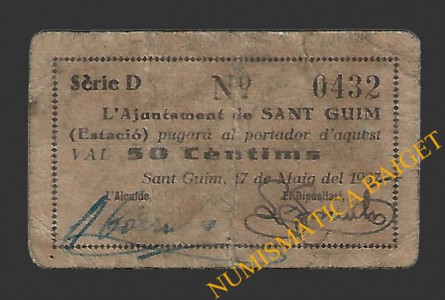 Sèrie D Nº 0432
L'Ajuntament de SANT GUIM
(Estació) pagarà al portador d'aquest
VAL 50 Cèntims
Sant Guim, 17 de Maig del 1937
L'Alcalde, El Dipositari,
NUMISMATICA BAIGET